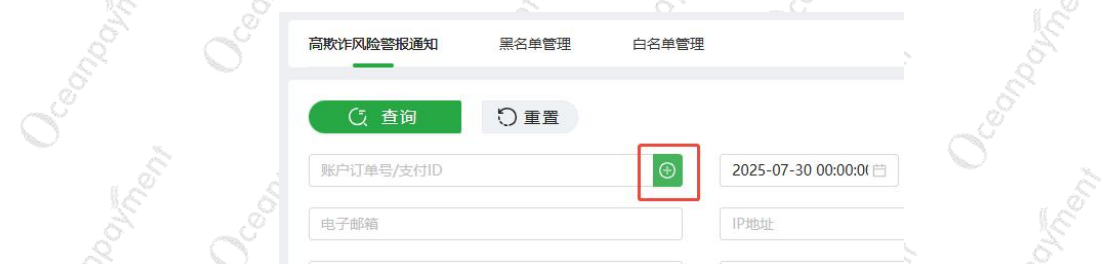 高欺诈风险警报通知 黑名单管理 白名单管理
查询 重置
账户订单号/支付ID 2025-07-30 00:00:0
电子邮箱 IP地址
Oceanpayment
Oceanpayment